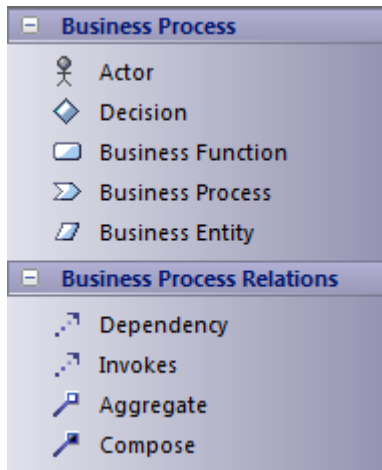 Business Process
Actor
Decision
Business Function
Business Process
Business Entity
Business Process Relations
Dependency
Invokes
Aggregate
Compose